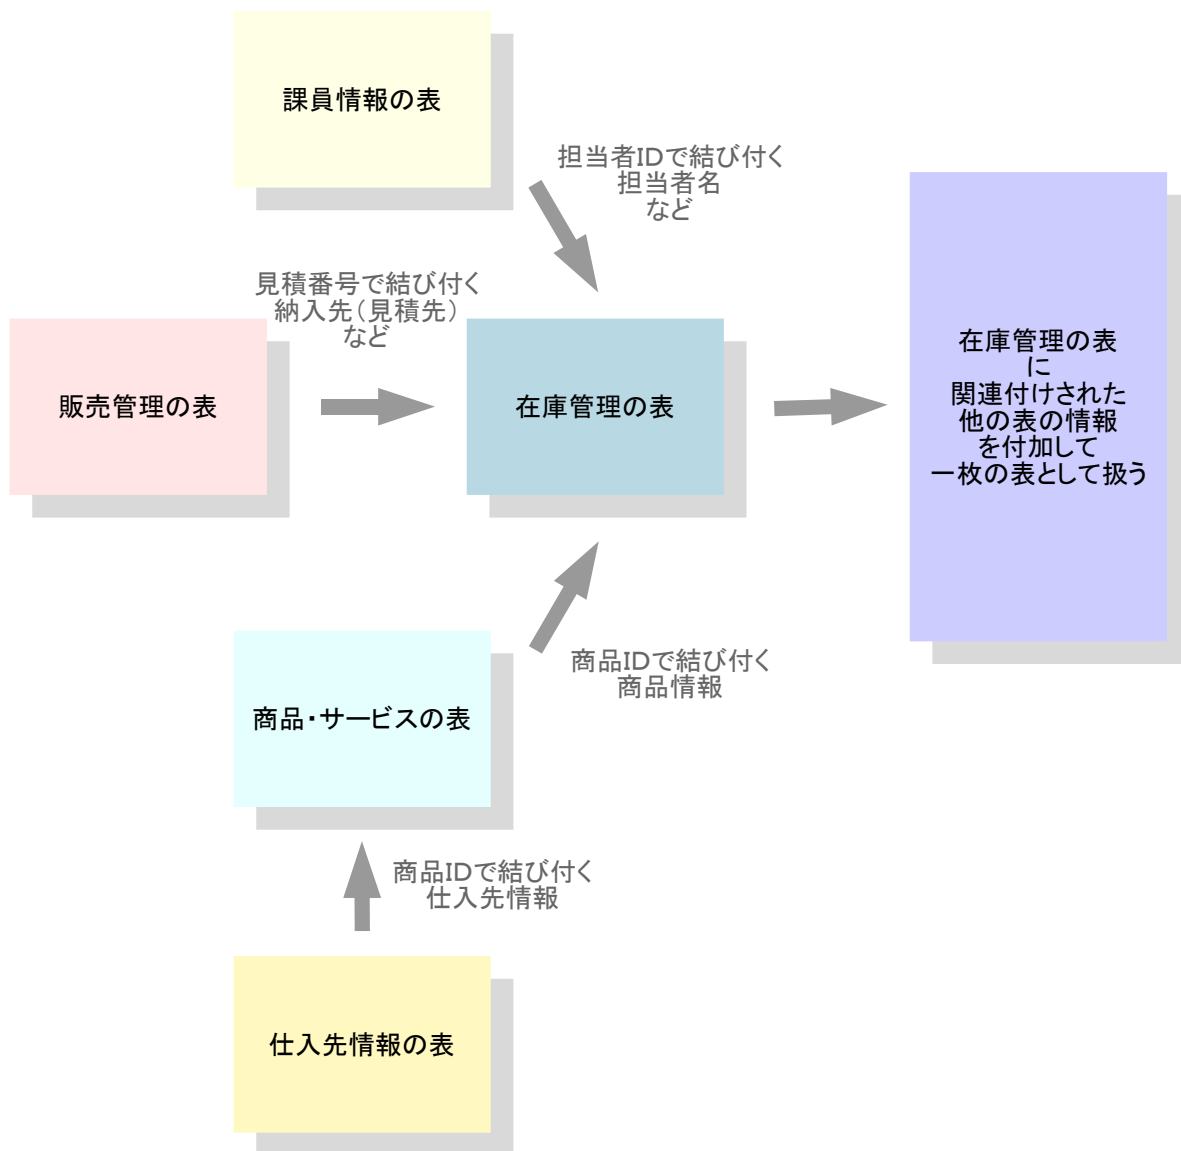 課員情報の表
担当者IDで結び付く
担当者名
など
見積番号で結び付く
納入先（見積先）
など
販売管理の表
在庫管理の表
在庫管理の表
に
関連付けされた
他の表の情報
を付加して
一枚の表として扱う
商品IDで結び付く
商品情報
商品・サービスの表
商品IDで結び付く
仕入先情報
仕入先情報の表